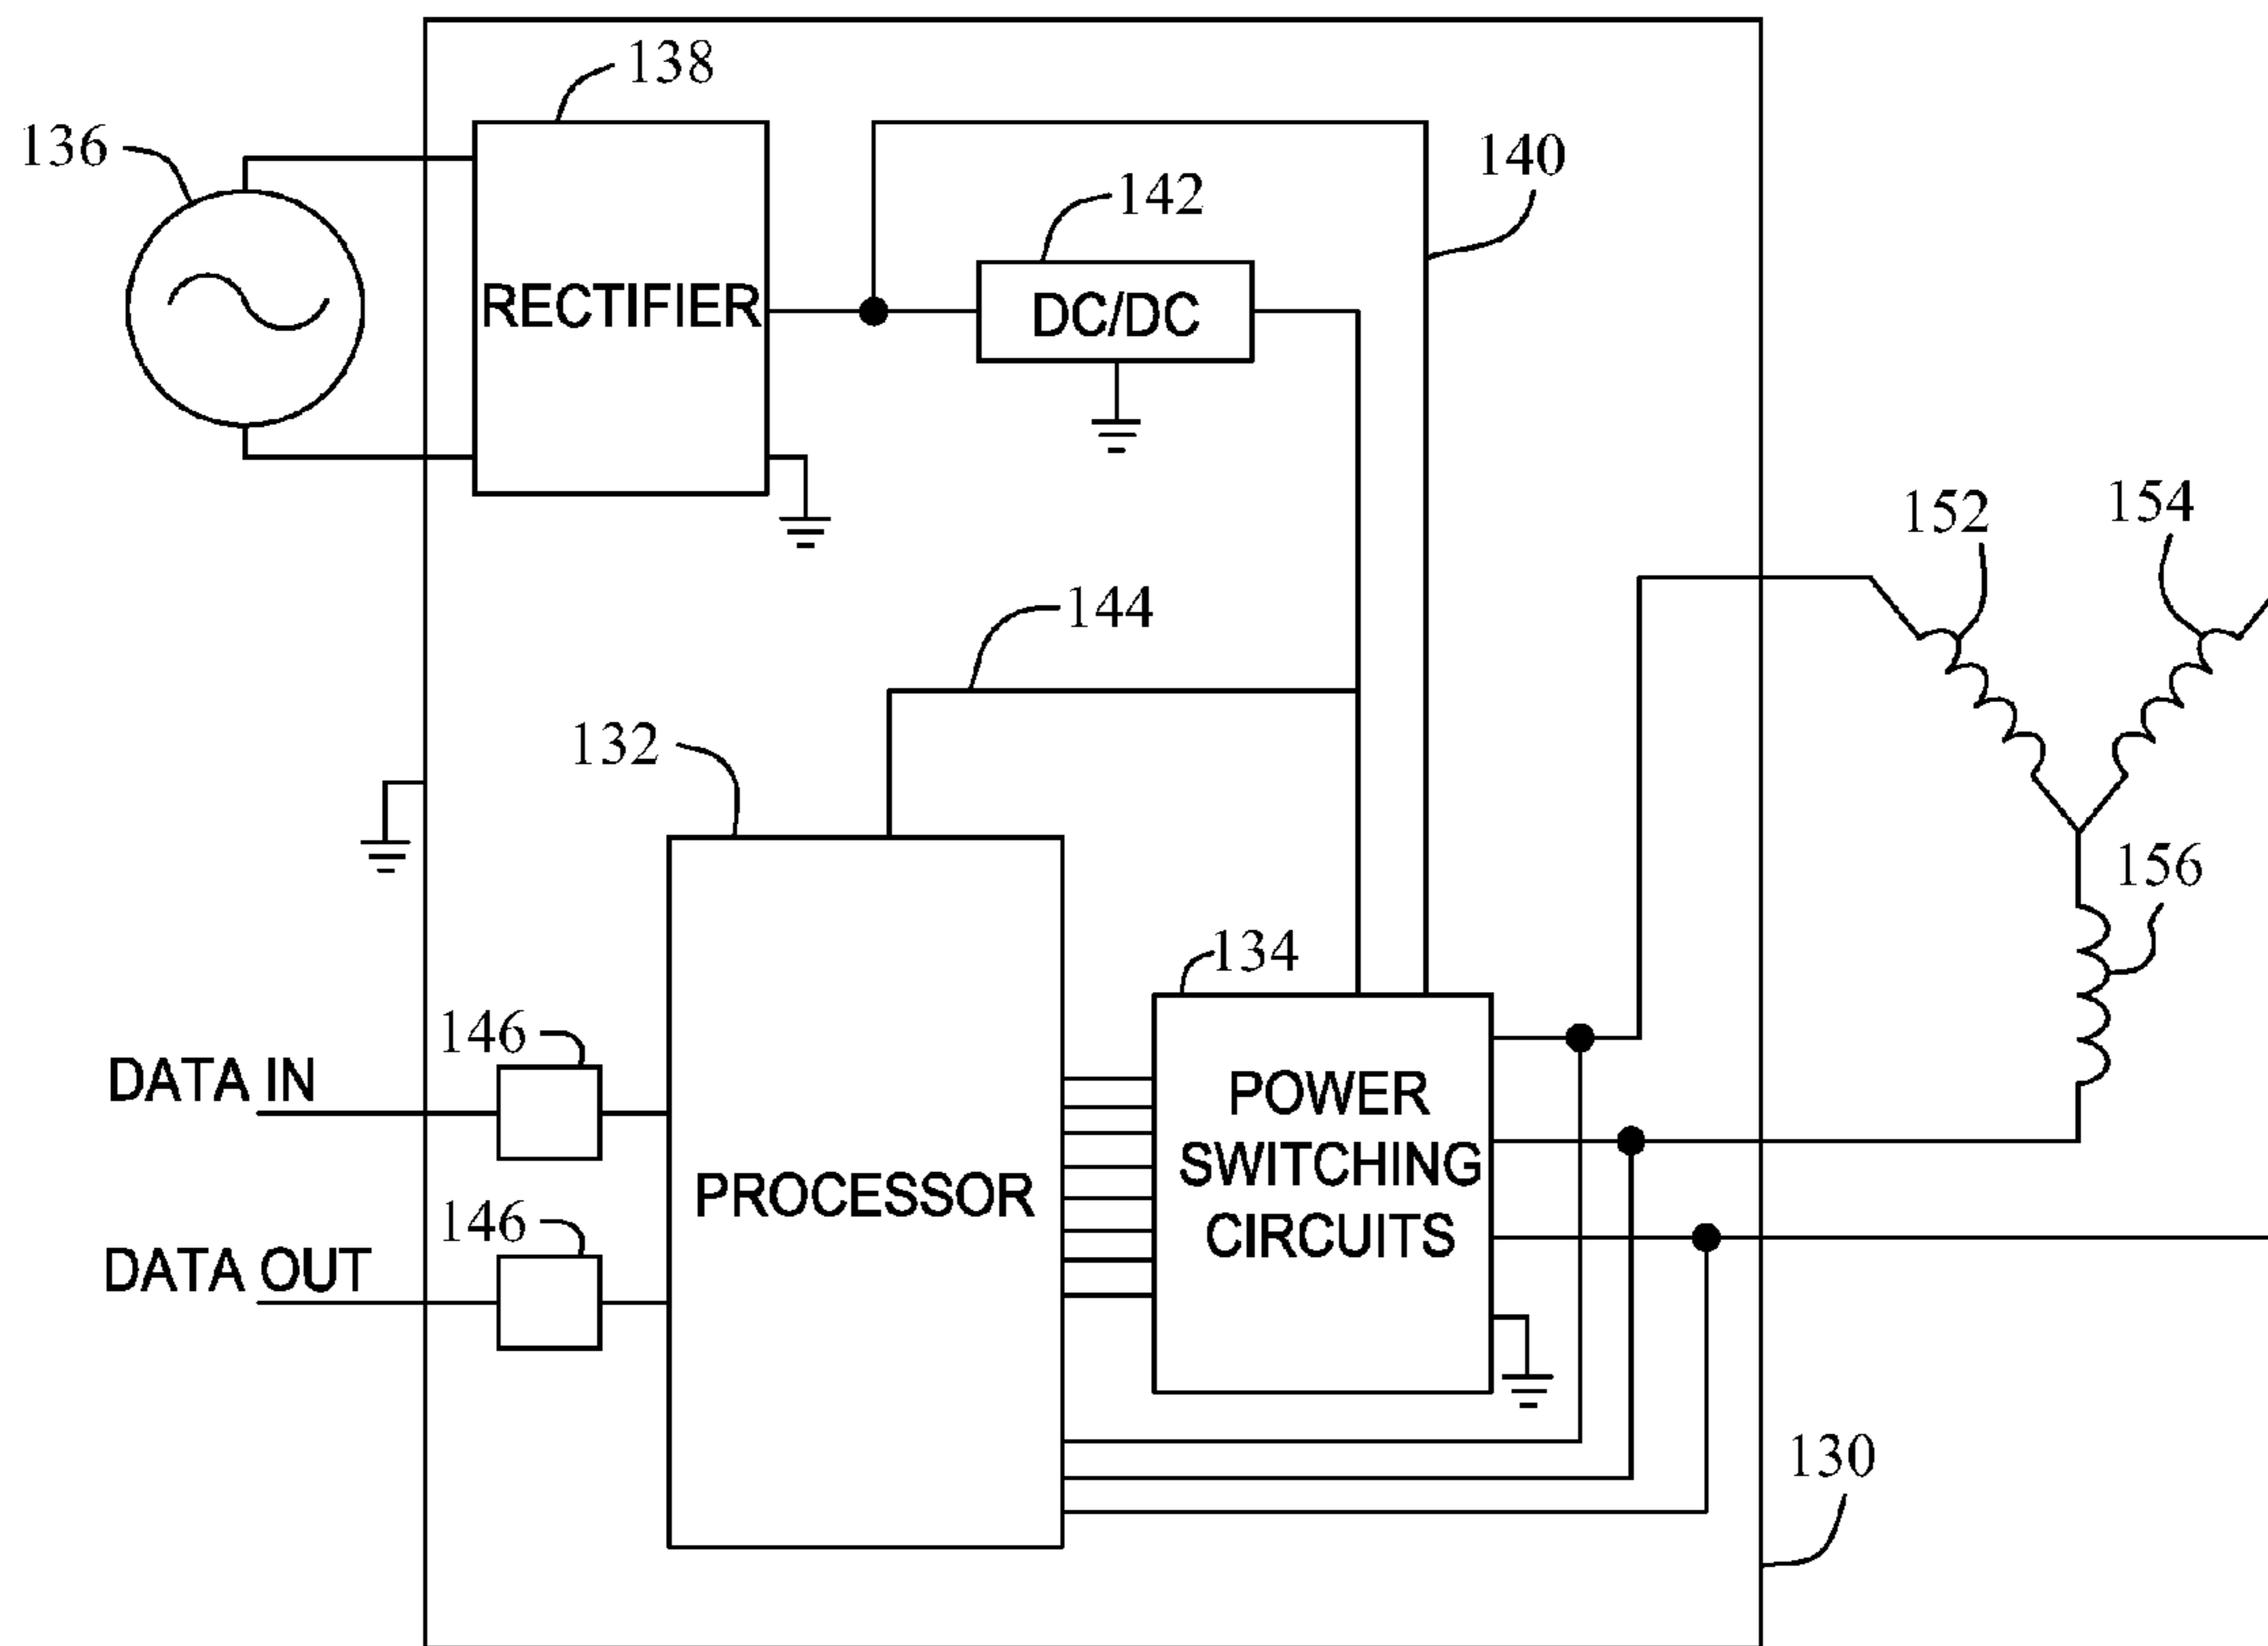 138
136
140
142
RECTIFIER
DC/DC
152
154
144
132
156
134
146
DATA IN
POWER
SWITCHING
CIRCUITS
PROCESSOR
146
DATA OUT
130